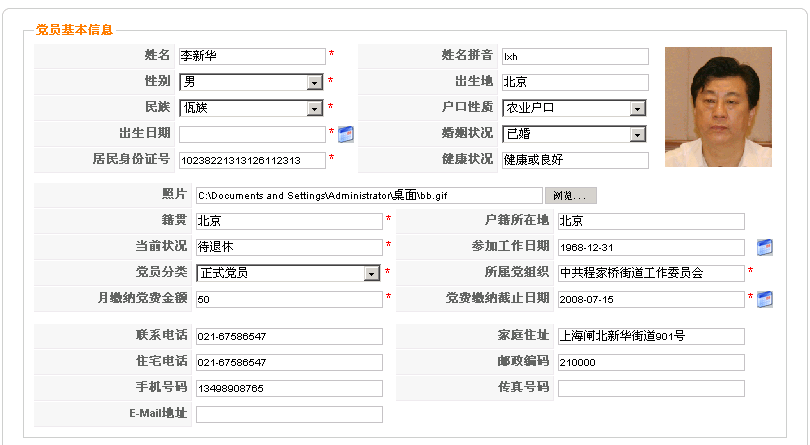 党员基本信息
姓名 李新华 * 姓名拼音 lxh
性别 男 * 出生地 北京
民族 佤族 * 户口性质 农业户口
出生日期 * 婚姻状况 已婚
居民身份证号 10238221313126112313 * 健康状况 健康或良好
照片 C:\Documents and Settings\Administrator\桌面\bb.gif 浏览...
籍贯 北京 * 户籍所在地 北京
当前状况 待退休 * 参加工作日期 1968-12-31
党员分类 正式党员 * 所属党组织 中共程家桥街道工作委员会 *
月缴纳党费金额 50 * 党费缴纳截止日期 2008-07-15 *
联系电话 021-67586547 家庭住址 上海闸北新华街道901号
住宅电话 021-67586547 邮政编码 210000
手机号码 13498908765 传真号码
E-Mail地址